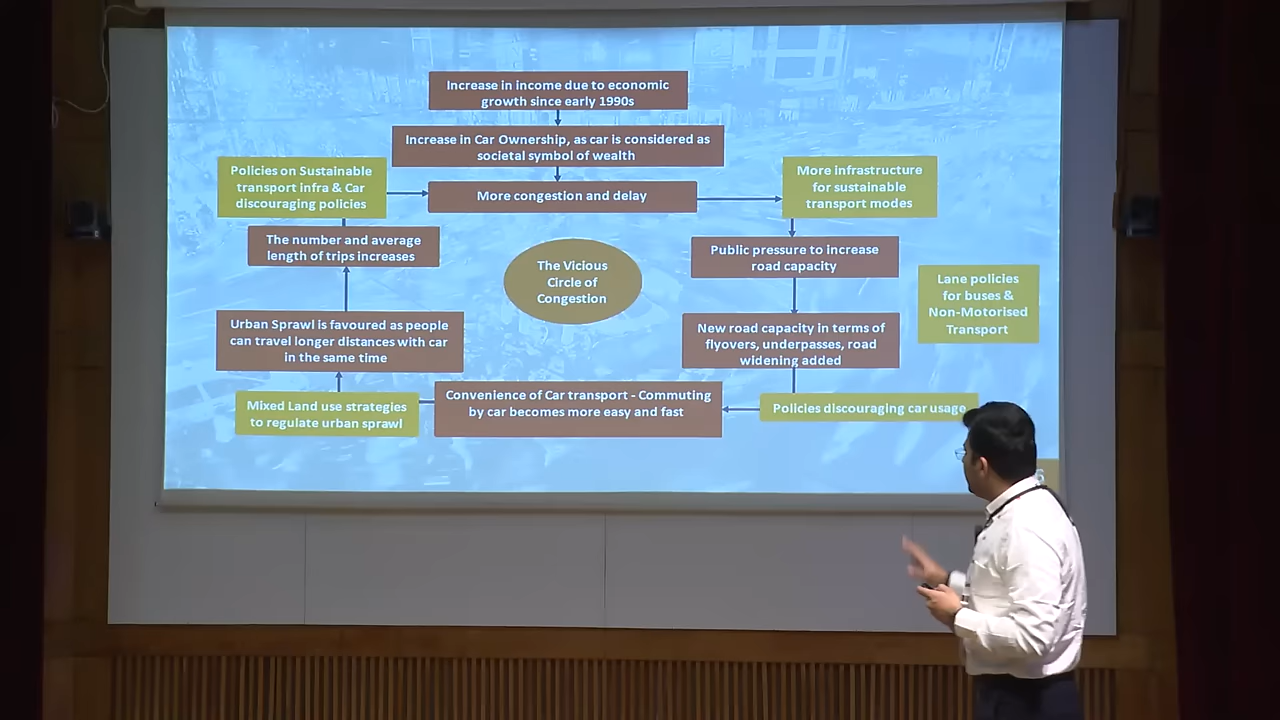 Increase in income due to economic
growth since early 1990s
Increase in Car Ownership, as car is considered as
societal symbol of wealth
Policies on Sustainable
transport infra & Car
discouraging policies
More congestion and delay
More infrastructure
for sustainable
transport modes
The number and average
length of trips increases
The Vicious
Circle of
Congestion
Public pressure to increase
road capacity
Lane policies
for buses &
Non-Motorised
Transport
Urban Sprawl is favoured as people
can travel longer distances with car
in the same time
New road capacity in terms of
flyovers, underpasses, road
widening added
Mixed Land use strategies
to regulate urban sprawl
Convenience of Car transport - Commuting
by car becomes more easy and fast
Policies discouraging car usage